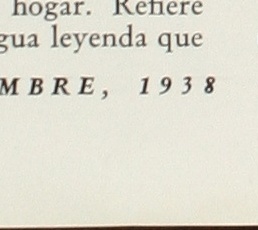 hogar. Refiere
gua leyenda que
MBRE, 1938